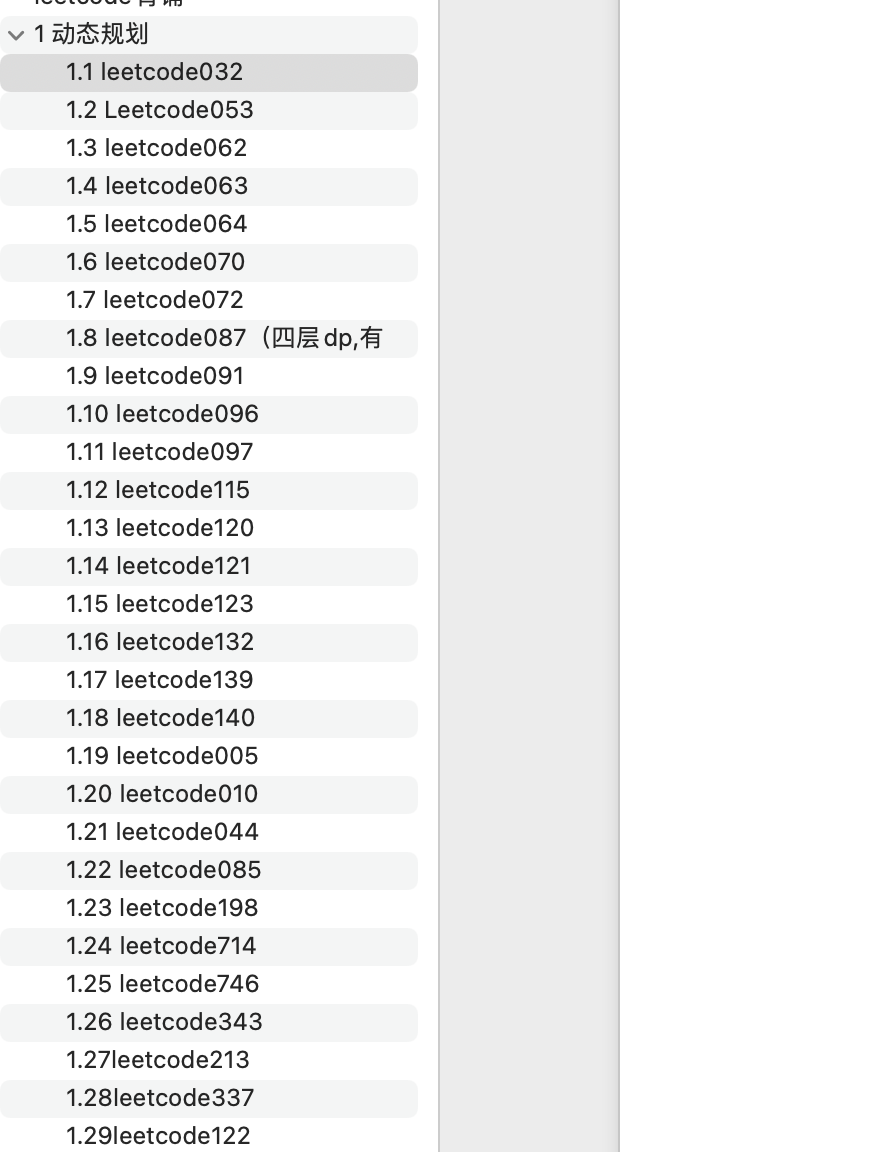 1 动态规划
1.1 leetcode032
1.2 Leetcode053
1.3 leetcode062
1.4 leetcode063
1.5 leetcode064
1.6 leetcode070
1.7 leetcode072
1.8 leetcode087（四层dp,有
1.9 leetcode091
1.10 leetcode096
1.11 leetcode097
1.12 leetcode115
1.13 leetcode120
1.14 leetcode121
1.15 leetcode123
1.16 leetcode132
1.17 leetcode139
1.18 leetcode140
1.19 leetcode005
1.20 leetcode010
1.21 leetcode044
1.22 leetcode085
1.23 leetcode198
1.24 leetcode714
1.25 leetcode746
1.26 leetcode343
1.27leetcode213
1.28leetcode337
1.29leetcode122